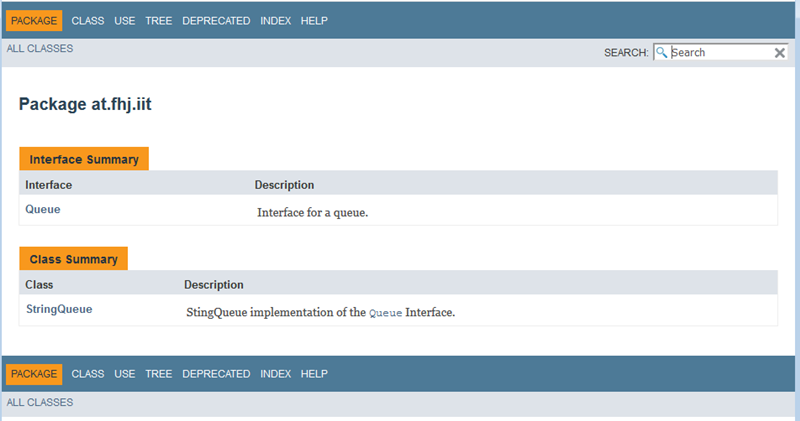 PACKAGE CLASS USE TREE DEPRECATED INDEX HELP
ALL CLASSES
SEARCH: Search
Package at.fhj.iit
Interface Summary
Interface Description
Queue Interface for a queue.
Class Summary
Class Description
StringQueue StingQueue implementation of the Queue Interface.
PACKAGE CLASS USE TREE DEPRECATED INDEX HELP
ALL CLASSES